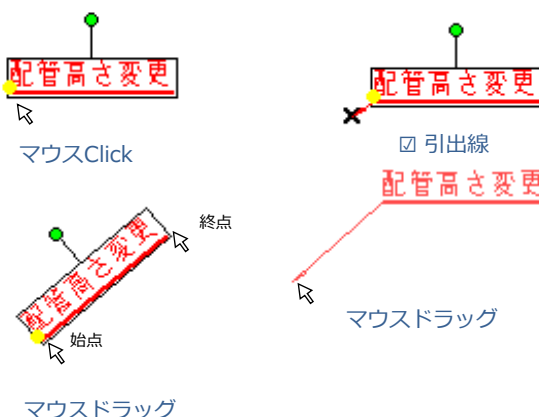 配管高さ変更
マウスClick
配管高さ変更
☑ 引出線
配管高さ変更
終点
始点
マウスドラッグ
配管高さ変更
マウスドラッグ